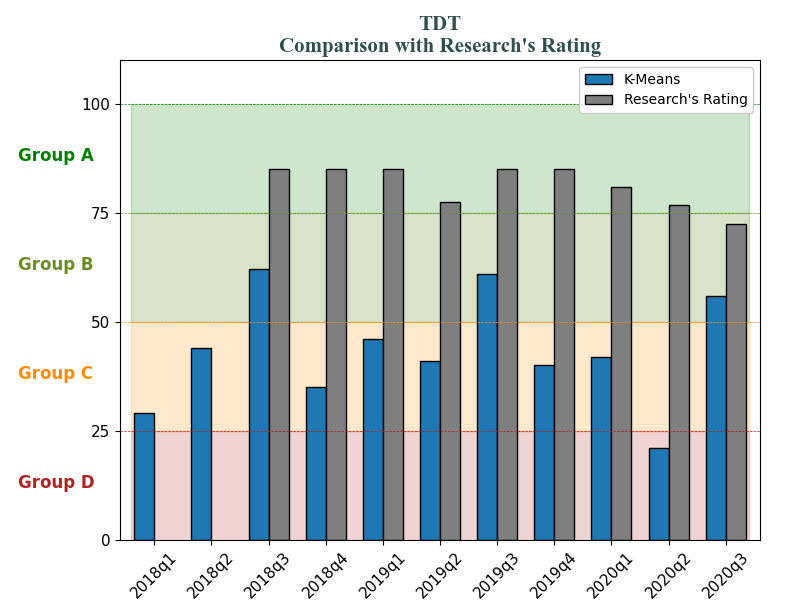 TDT
Comparison with Research's Rating
K-Means
Research's Rating
100
Group A
75
Group B
50
Group C
25
Group D
0
2018q1
2018q2
2018q3
2018q4
2019q1
2019q2
2019q3
2019q4
2020q1
2020q2
2020q3